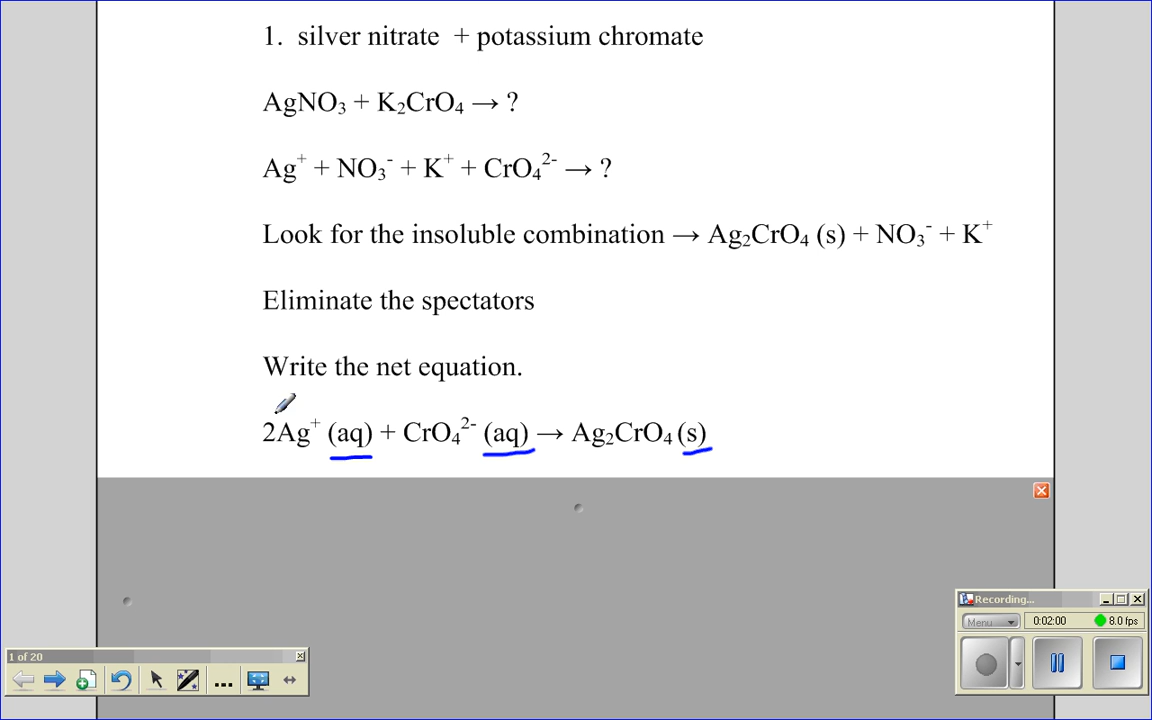 1. silver nitrate + potassium chromate
AgNO₃ + K₂CrO₄ → ?
Ag⁺ + NO₃⁻ + K⁺ + CrO₄²⁻ → ?
Look for the insoluble combination → Ag₂CrO₄ (s) + NO₃⁻ + K⁺
Eliminate the spectators
Write the net equation.
2Ag⁺ (aq) + CrO₄²⁻ (aq) → Ag₂CrO₄ (s)
Recording...
Menu 0:02:00 8.0 fps
1 of 20
...